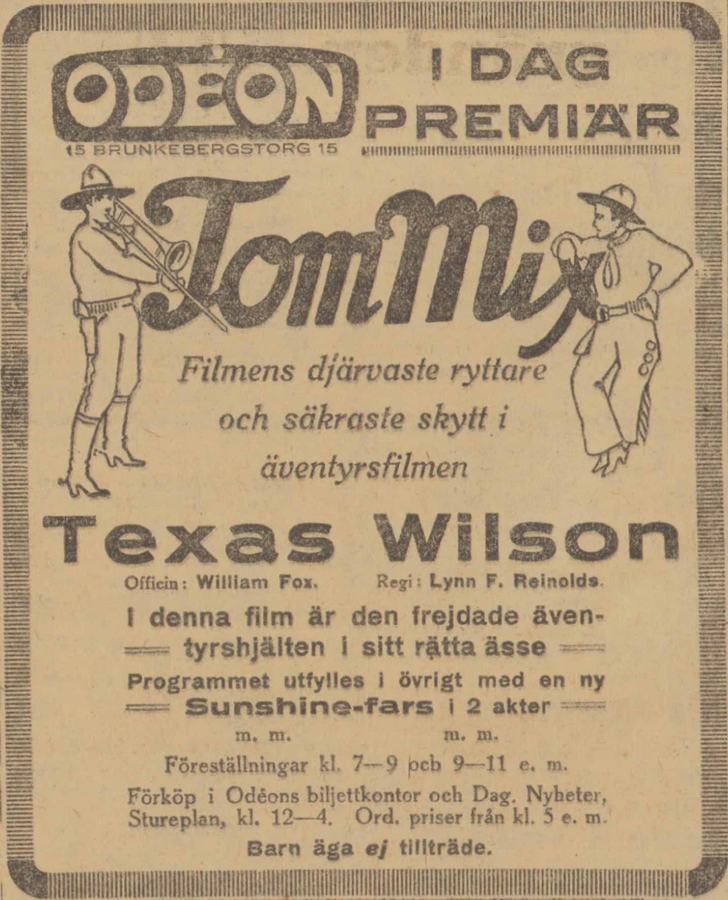 ODÉON
15 BRUNKEBERGSTORG 15
I DAG
PREMIÄR
Tom Mix
Filmens djärvaste ryttare
och säkraste skytt i
äventyrsfilmen
Texas Wilson
Officin: William Fox. Regi: Lynn F. Reinolds.
I denna film är den frejdade även-
tyrshjälten i sitt rätta ässe
Programmet utfylles i övrigt med en ny
Sunshine-fars i 2 akter
m. m. m. m.
Föreställningar kl. 7—9 pcb 9—11 e. m.
Förköp i Odéons biljettkontor och Dag. Nyheter,
Stureplan, kl. 12—4. Ord. priser från kl. 5 e. m.
Barn äga ej tillträde.